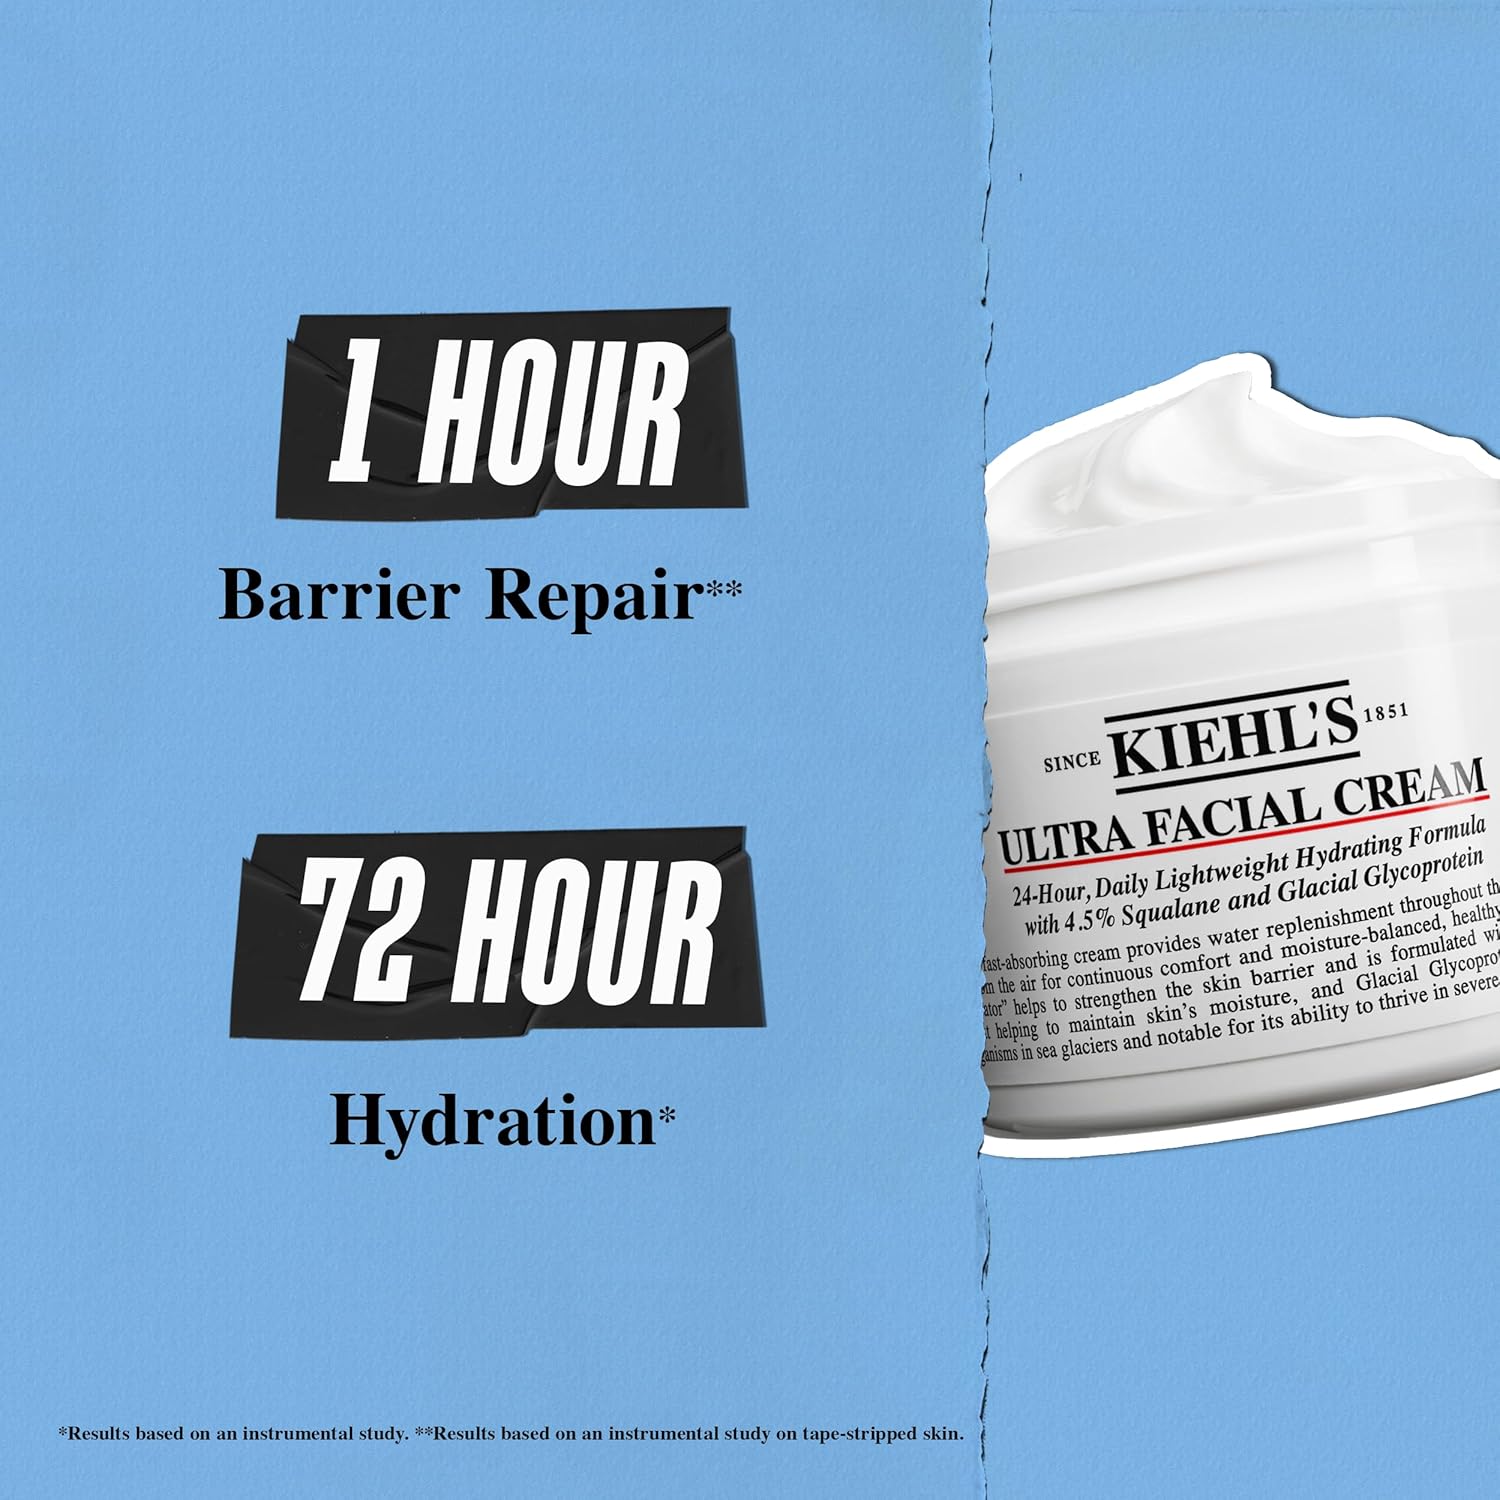 1 HOUR
Barrier Repair**
72 HOUR
Hydration*
SINCE KIEHL'S 1851
ULTRA FACIAL CREAM
24-Hour, Daily Lightweight Hydrating Formula
with 4.5% Squalane and Glacial Glycoprotein
fast-absorbing cream provides water replenishment throughout
the air for continuous comfort and moisture-balanced, healthy
helps to strengthen the skin barrier and is formulated
helping to maintain skin's moisture, and Glacial
in sea glaciers and notable for its ability to thrive in severe
*Results based on an instrumental study. **Results based on an instrumental study on tape-stripped skin.